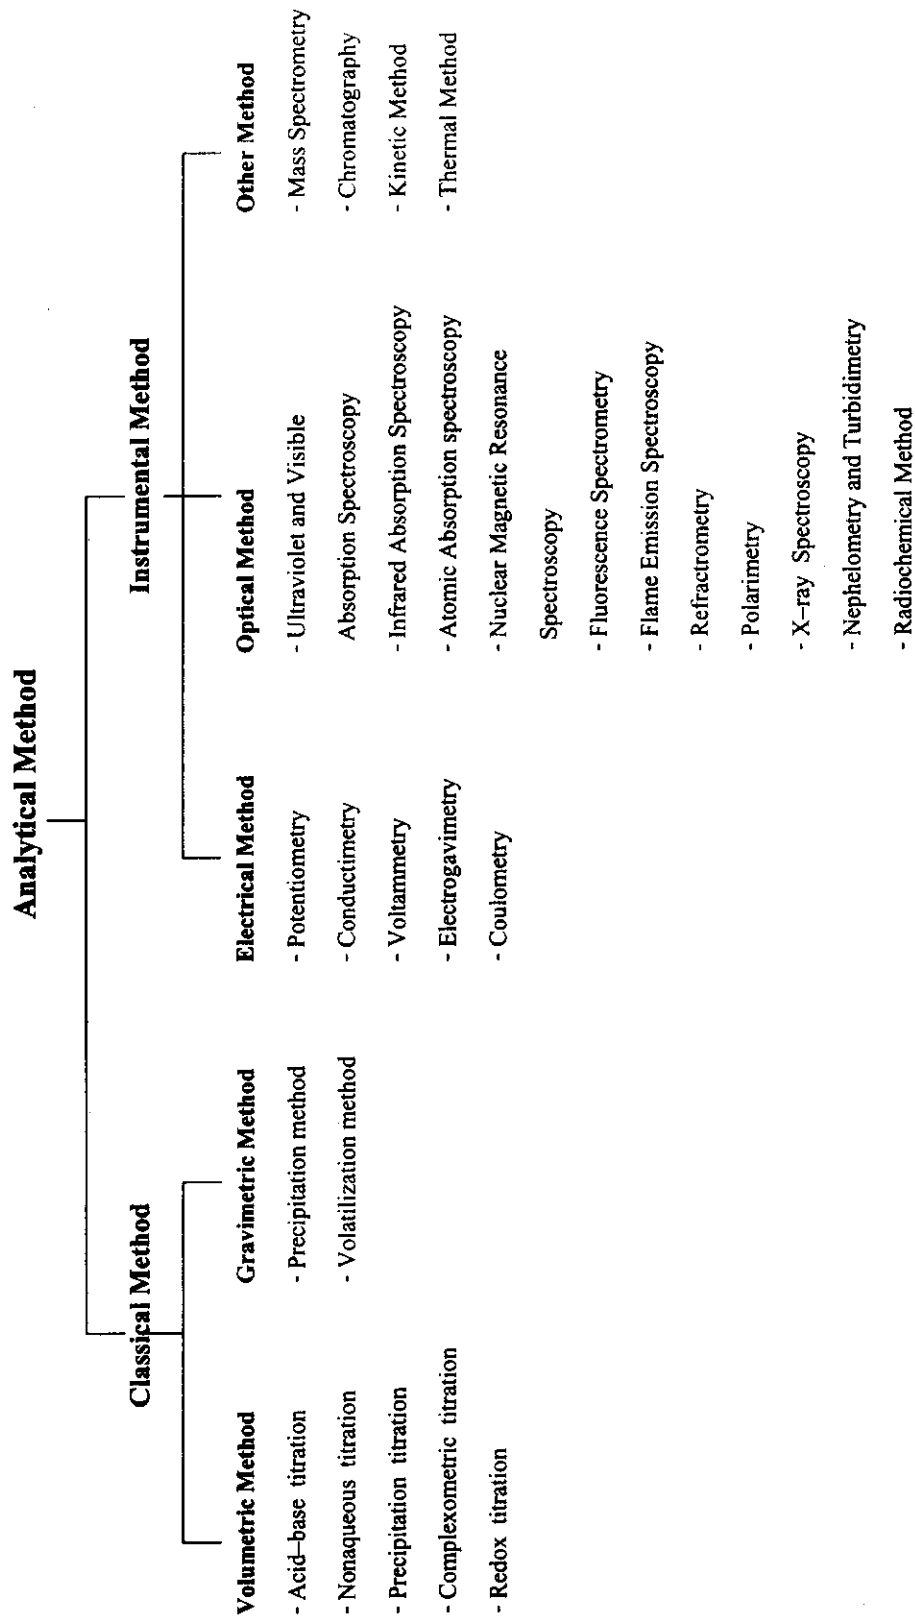 Analytical Method
Classical Method
Instrumental Method
Volumetric Method
- Acid–base titration
- Nonaqueous titration
- Precipitation titration
- Complexometric titration
- Redox titration
Gravimetric Method
- Precipitation method
- Volatilization method
Electrical Method
- Potentiometry
- Conductimetry
- Voltammetry
- Electrogavimetry
- Coulometry
Optical Method
- Ultraviolet and Visible
Absorption Spectroscopy
- Infrared Absorption Spectroscopy
- Atomic Absorption spectroscopy
- Nuclear Magnetic Resonance
Spectroscopy
- Fluorescence Spectrometry
- Flame Emission Spectroscopy
- Refractrometry
- Polarimetry
- X–ray Spectroscopy
- Nephelometry and Turbidimetry
- Radiochemical Method
Other Method
- Mass Spectrometry
- Chromatography
- Kinetic Method
- Thermal Method